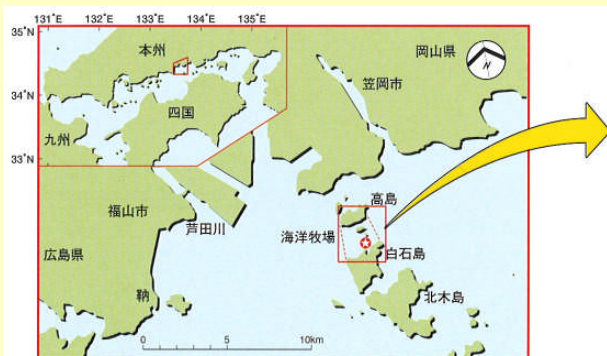 131°E 132°E 133°E 134°E 135°E
35°N
34°N
33°N
本州
四国
九州
岡山県
N
笠岡市
福山市
芦田川
広島県
鞆
高島
海洋牧場
白石島
北木島
0 5 10km